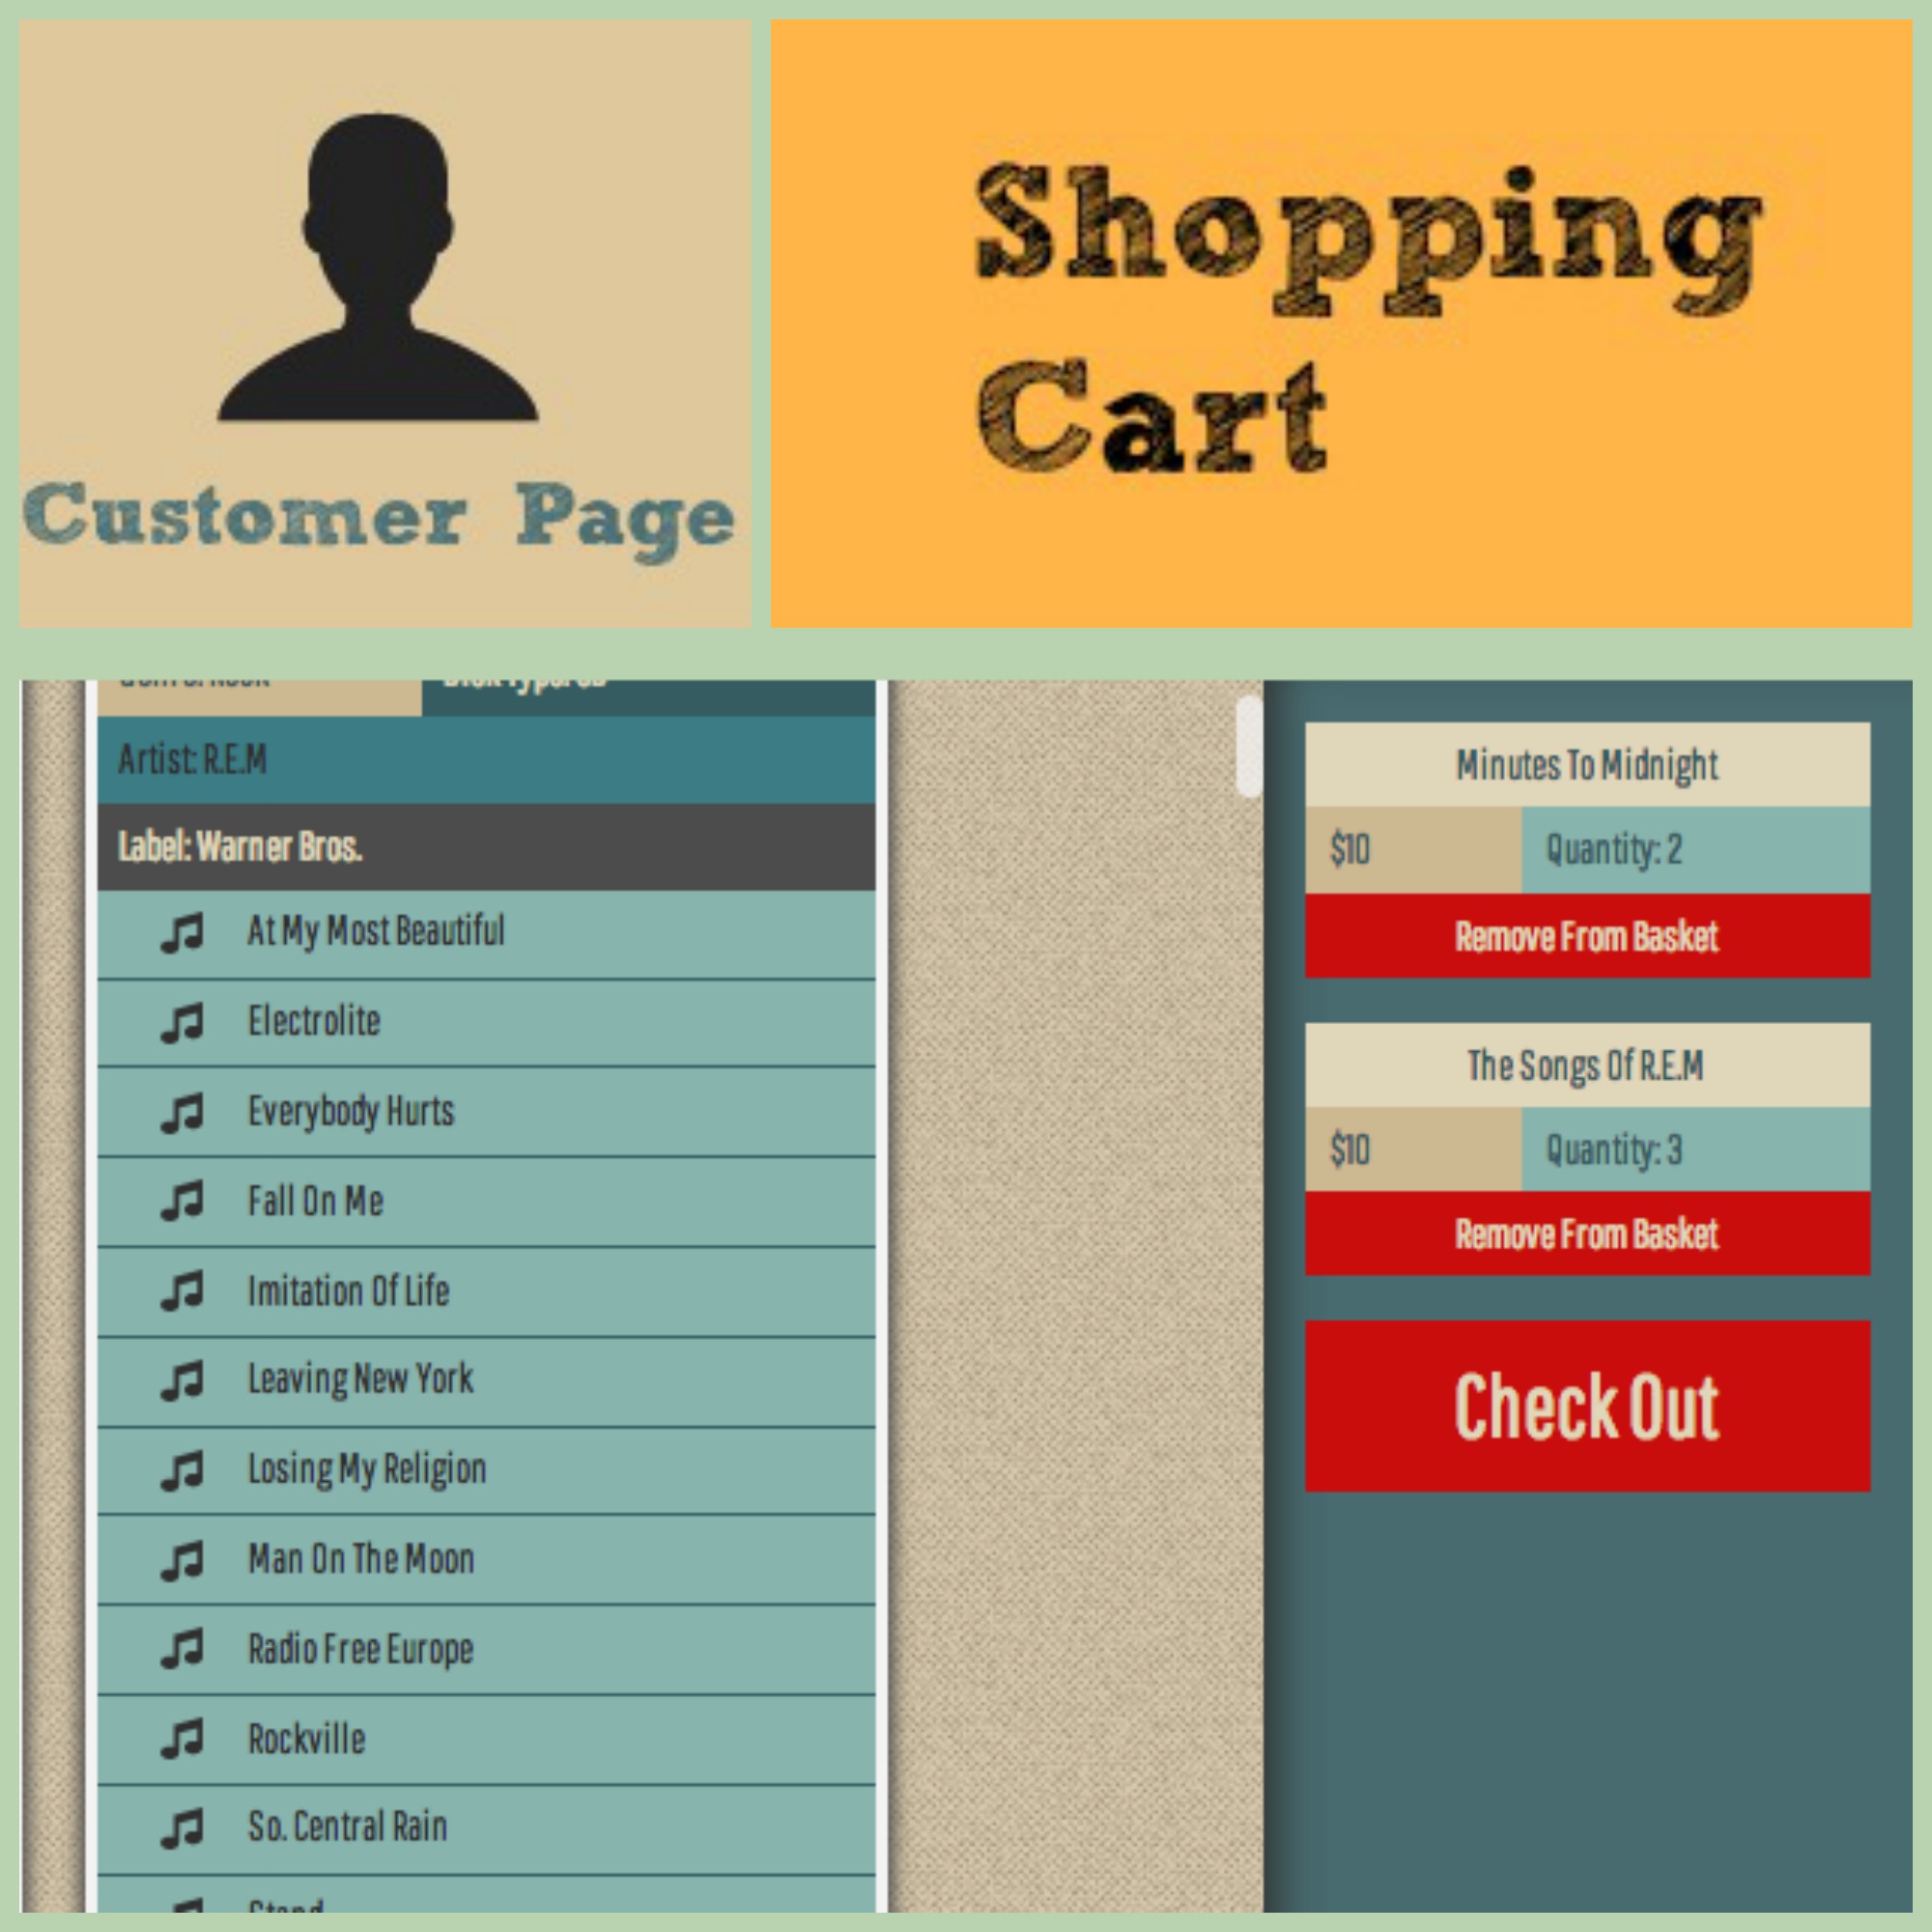 Customer Page
Shopping
Cart
Artist: R.E.M
Label: Warner Bros.
At My Most Beautiful
Electrolite
Everybody Hurts
Fall On Me
Imitation Of Life
Leaving New York
Losing My Religion
Man On The Moon
Radio Free Europe
Rockville
So. Central Rain
Minutes To Midnight
$10 Quantity: 2
Remove From Basket
The Songs Of R.E.M
$10 Quantity: 3
Remove From Basket
Check Out